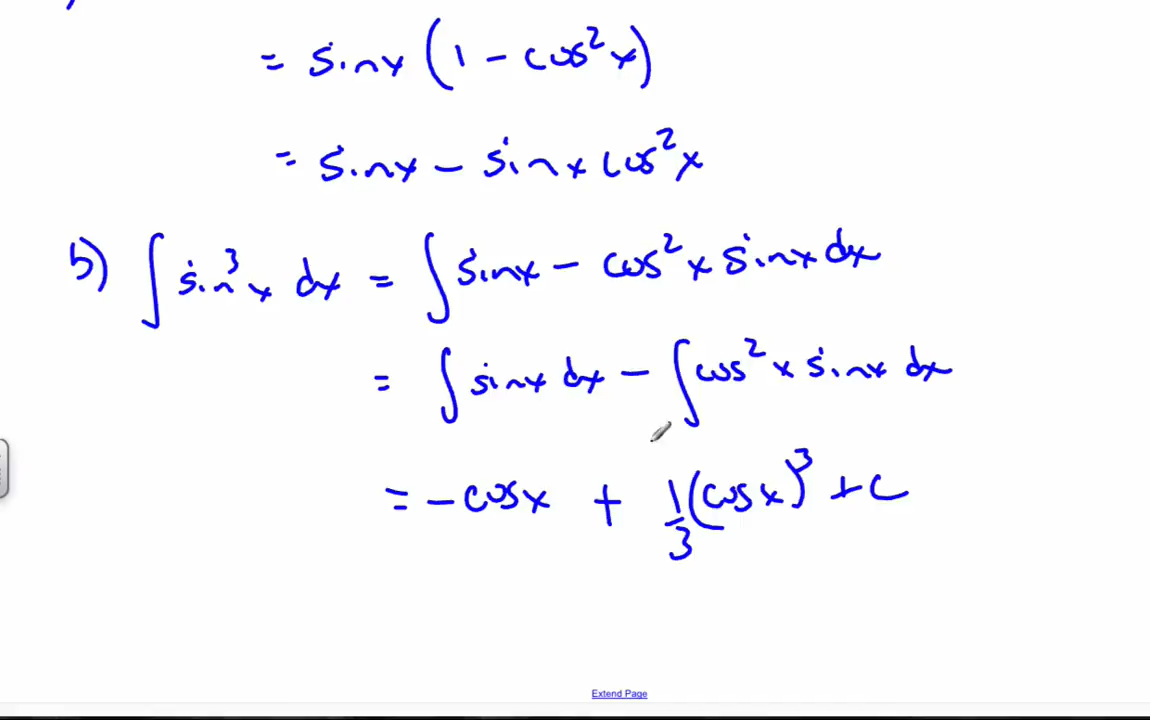 = sinx (1 - cos²x)
= sinx - sinx cos²x
b) ∫ sin³x dx = ∫ sinx - cos²x sinx dx
= ∫ sinx dx - ∫ cos²x sinx dx
= -cosx + 1/3 (cosx)³ + c
Extend Page